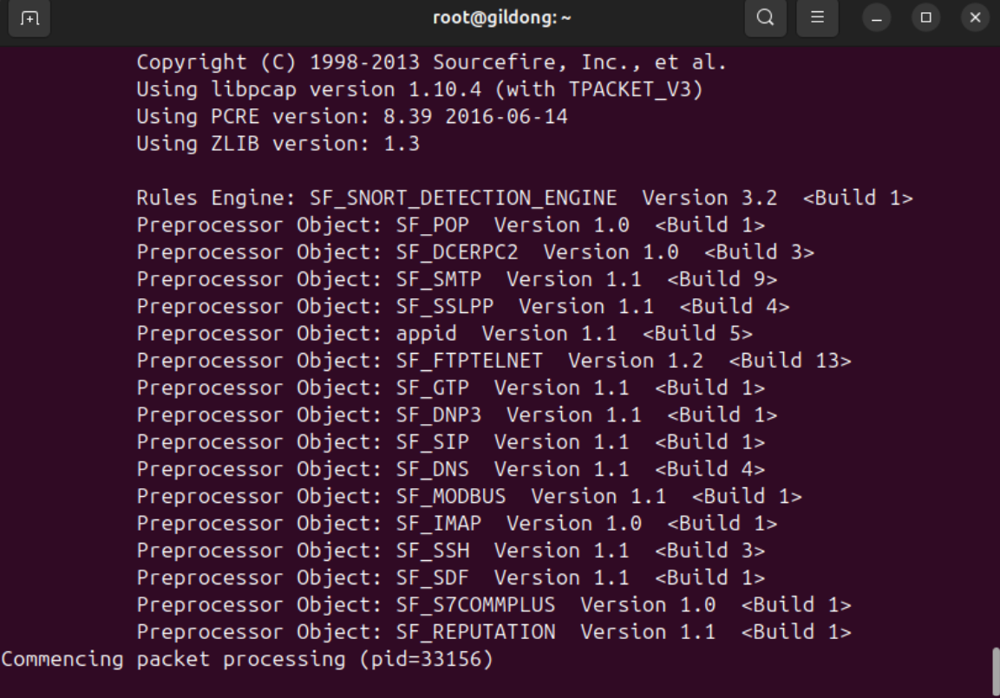 root@gildong: ~
Copyright (C) 1998-2013 Sourcefire, Inc., et al.
Using libpcap version 1.10.4 (with TPACKET_V3)
Using PCRE version: 8.39 2016-06-14
Using ZLIB version: 1.3
Rules Engine: SF_SNORT_DETECTION_ENGINE  Version 3.2  <Build 1>
Preprocessor Object: SF_POP  Version 1.0  <Build 1>
Preprocessor Object: SF_DCERPC2  Version 1.0  <Build 3>
Preprocessor Object: SF_SMTP  Version 1.1  <Build 9>
Preprocessor Object: SF_SSLPP  Version 1.1  <Build 4>
Preprocessor Object: appid  Version 1.1  <Build 5>
Preprocessor Object: SF_FTPTELNET  Version 1.2  <Build 13>
Preprocessor Object: SF_GTP  Version 1.1  <Build 1>
Preprocessor Object: SF_DNP3  Version 1.1  <Build 1>
Preprocessor Object: SF_SIP  Version 1.1  <Build 1>
Preprocessor Object: SF_DNS  Version 1.1  <Build 4>
Preprocessor Object: SF_MODBUS  Version 1.1  <Build 1>
Preprocessor Object: SF_IMAP  Version 1.0  <Build 1>
Preprocessor Object: SF_SSH  Version 1.1  <Build 3>
Preprocessor Object: SF_SDF  Version 1.1  <Build 1>
Preprocessor Object: SF_S7COMMPLUS  Version 1.0  <Build 1>
Preprocessor Object: SF_REPUTATION  Version 1.1  <Build 1>
Commencing packet processing (pid=33156)